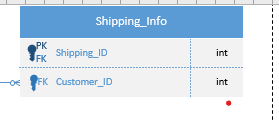 Shipping_Info
PK
FK Shipping_ID int
FK Customer_ID int